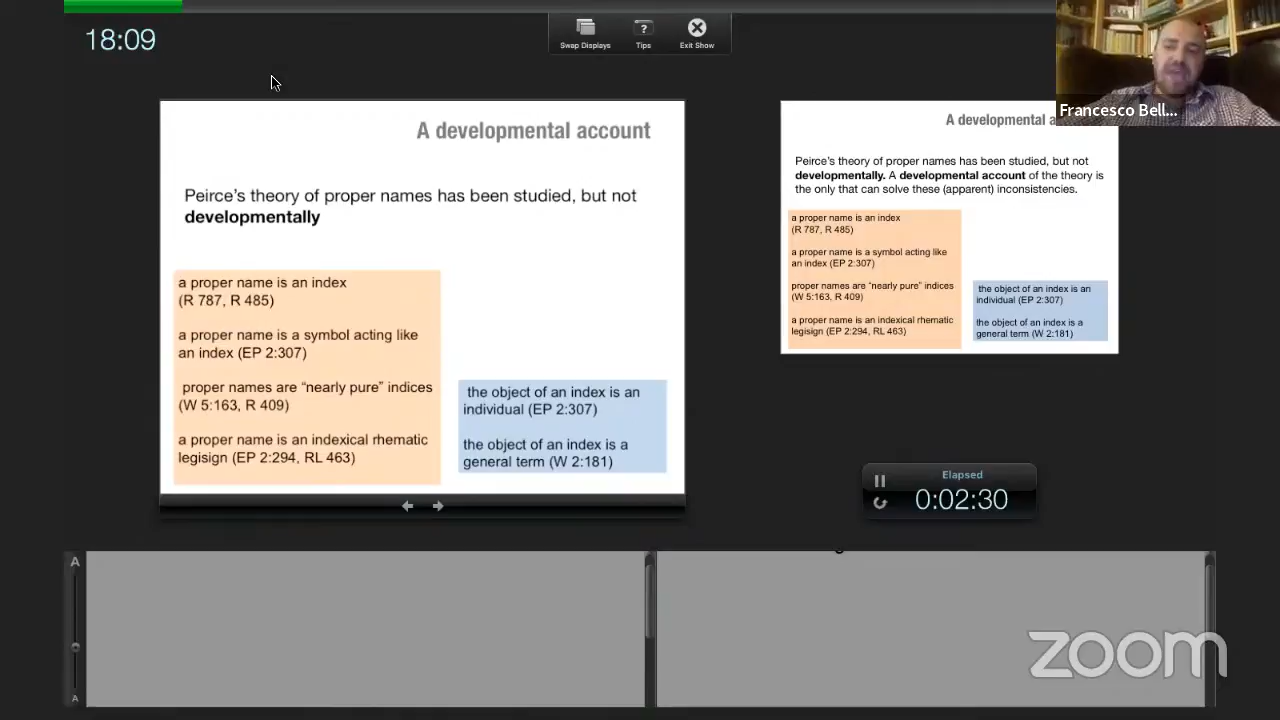 18:09
Swap Displays
?
Tips
Exit Show
Francesco Bell...
A developmental account
Peirce's theory of proper names has been studied, but not
developmentally
a proper name is an index
(R 787, R 485)
a proper name is a symbol acting like
an index (EP 2:307)
proper names are “nearly pure” indices
(W 5:163, R 409)
a proper name is an indexical rhematic
legisign (EP 2:294, RL 463)
the object of an index is an
individual (EP 2:307)
the object of an index is a
general term (W 2:181)
A developmental a
Peirce's theory of proper names has been studied, but not
developmentally. A developmental account of the theory is
the only that can solve these (apparent) inconsistencies.
a proper name is an index
(R 787, R 485)
a proper name is a symbol acting like
an index (EP 2:307)
proper names are “nearly pure” indices
(W 5:163, R 409)
a proper name is an indexical rhematic
legisign (EP 2:294, RL 463)
the object of an index is an
individual (EP 2:307)
the object of an index is a
general term (W 2:181)
Elapsed
0:02:30
A
A
zoom